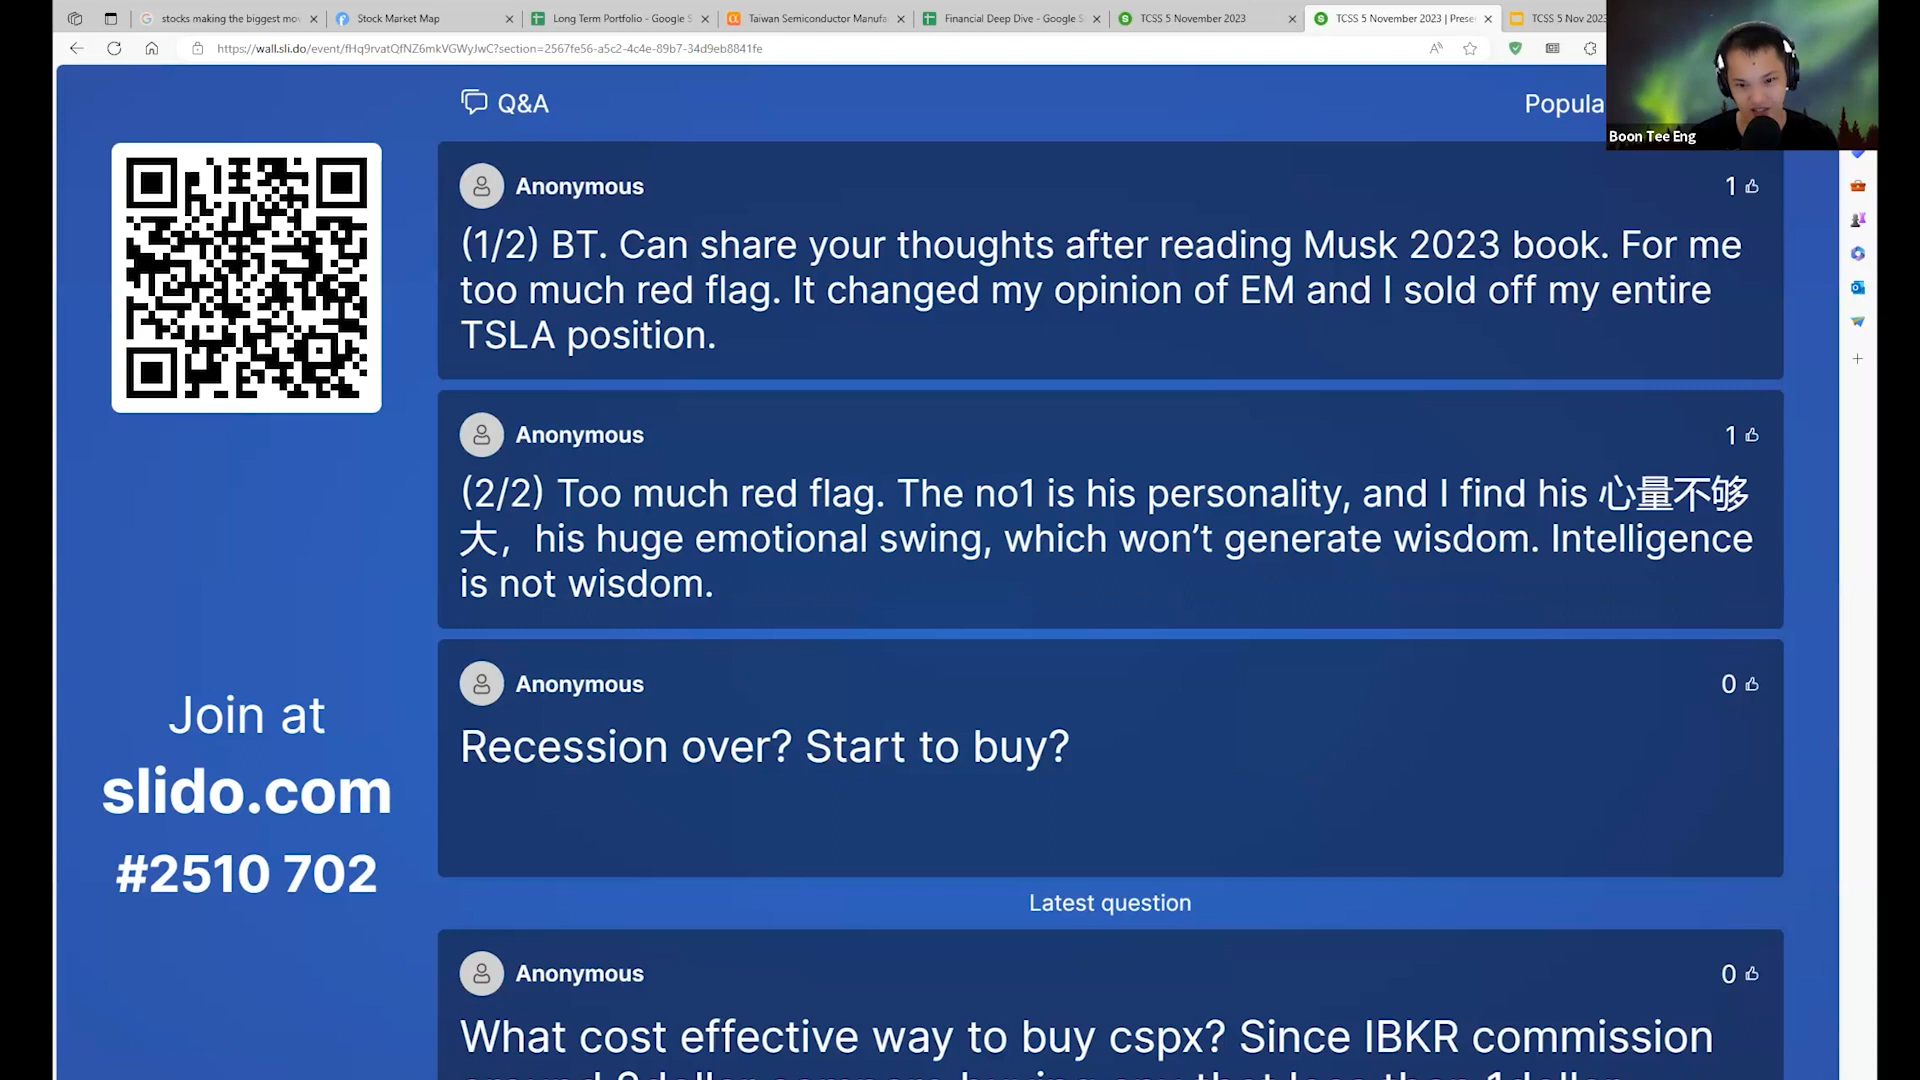 stocks making the biggest mov
Stock Market Map
Long Term Portfolio - Google S
Taiwan Semiconductor Manufa
Financial Deep Dive - Google S
TCSS 5 November 2023
TCSS 5 November 2023 | Prese
TCSS 5 Nov 2023
https://wall.sli.do/event/fHq9rvatQfNZ6mkVGWyJwC?section=2567fe56-a5c2-4c4e-89b7-34d9eb8841fe
Q&A
Popula
Boon Tee Eng
Anonymous
1
(1/2) BT. Can share your thoughts after reading Musk 2023 book. For me
too much red flag. It changed my opinion of EM and I sold off my entire
TSLA position.
Anonymous
1
(2/2) Too much red flag. The no1 is his personality, and I find his 心量不够
大，his huge emotional swing, which won’t generate wisdom. Intelligence
is not wisdom.
Anonymous
0
Recession over? Start to buy?
Join at
slido.com
#2510 702
Latest question
Anonymous
0
What cost effective way to buy cspx? Since IBKR commission